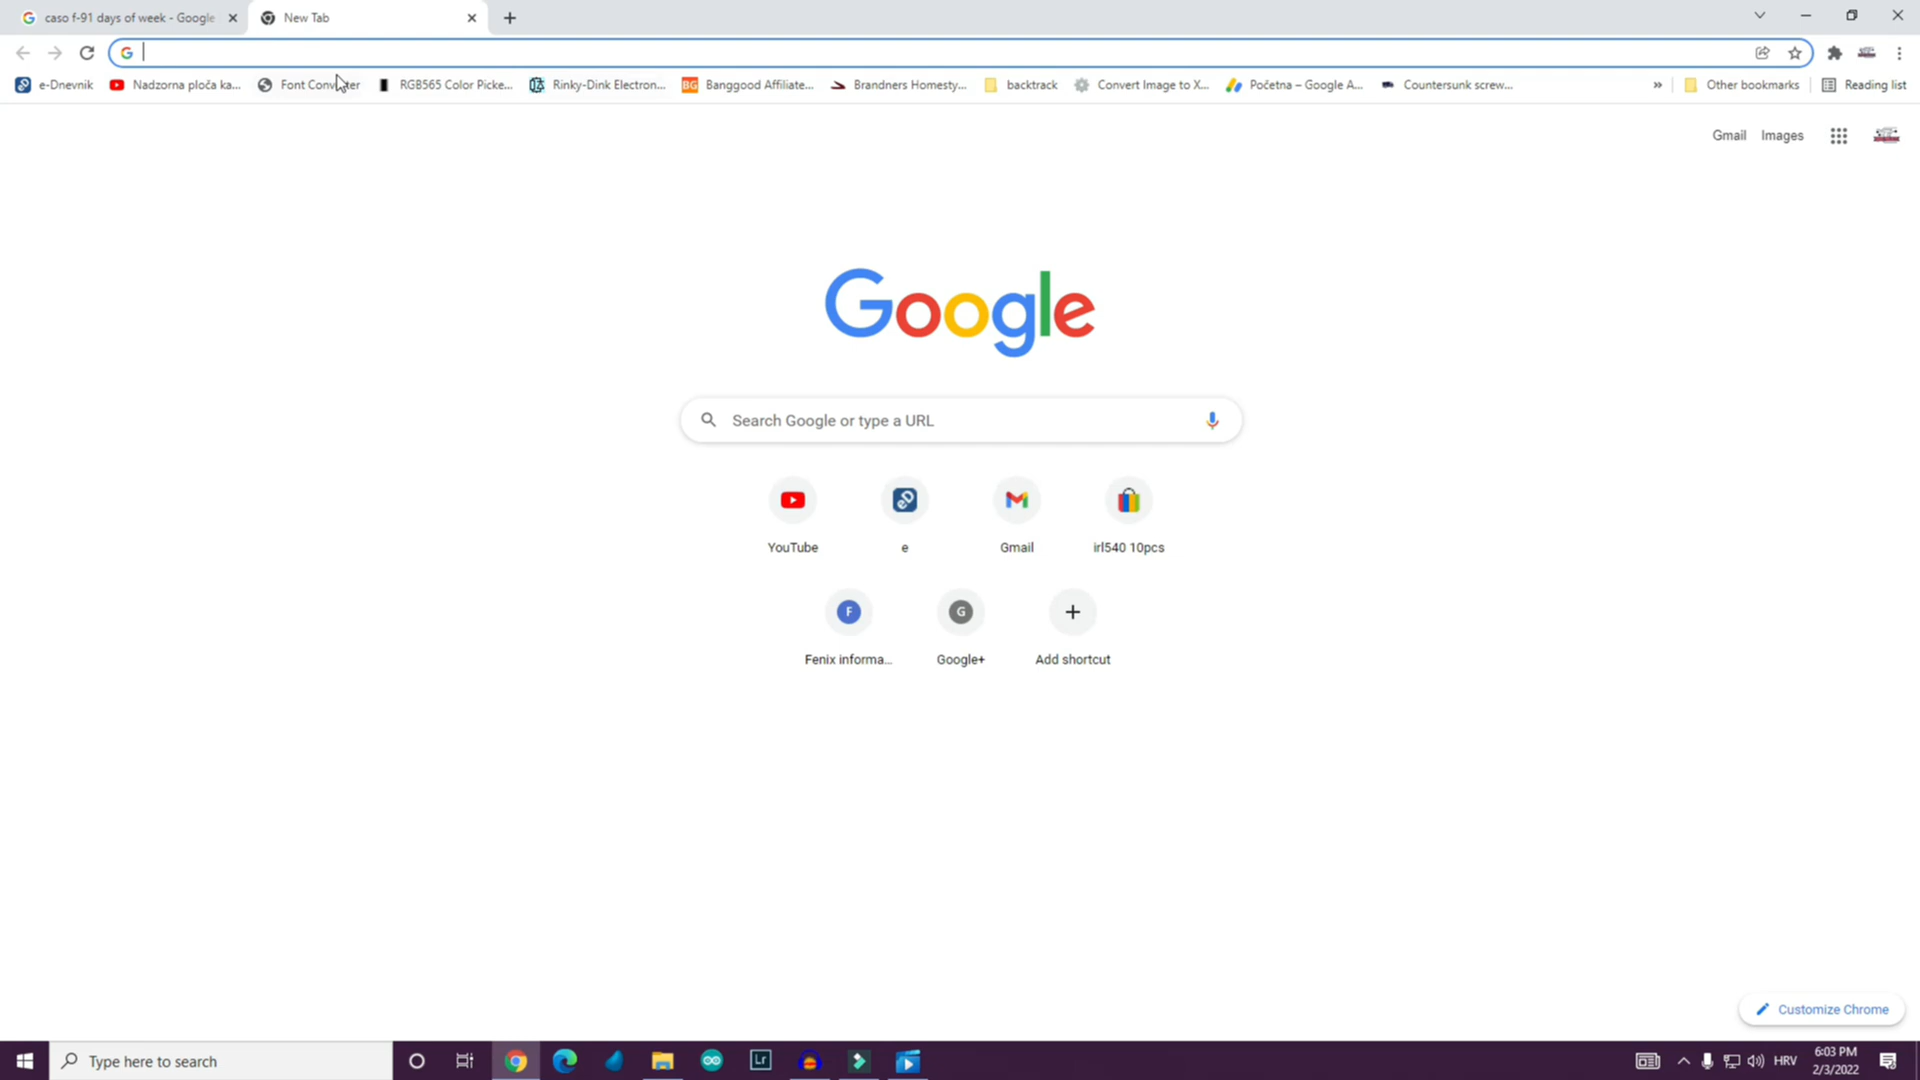 caso f-91 days of week - Google
New Tab
e-Dnevnik
Nadzorna ploča ka...
Font Converter
RGB565 Color Picke...
Rinky-Dink Electron...
BG
Banggood Affiliate...
Brandners Homesty...
backtrack
Convert Image to X...
Početna – Google A...
Countersunk screw...
»
Other bookmarks
Reading list
Gmail
Images
Google
Search Google or type a URL
YouTube
e
Gmail
irl540 10pcs
F
G
Fenix informa...
Google+
Add shortcut
Customize Chrome
Type here to search
Lr
HRV
6:03 PM
2/3/2022